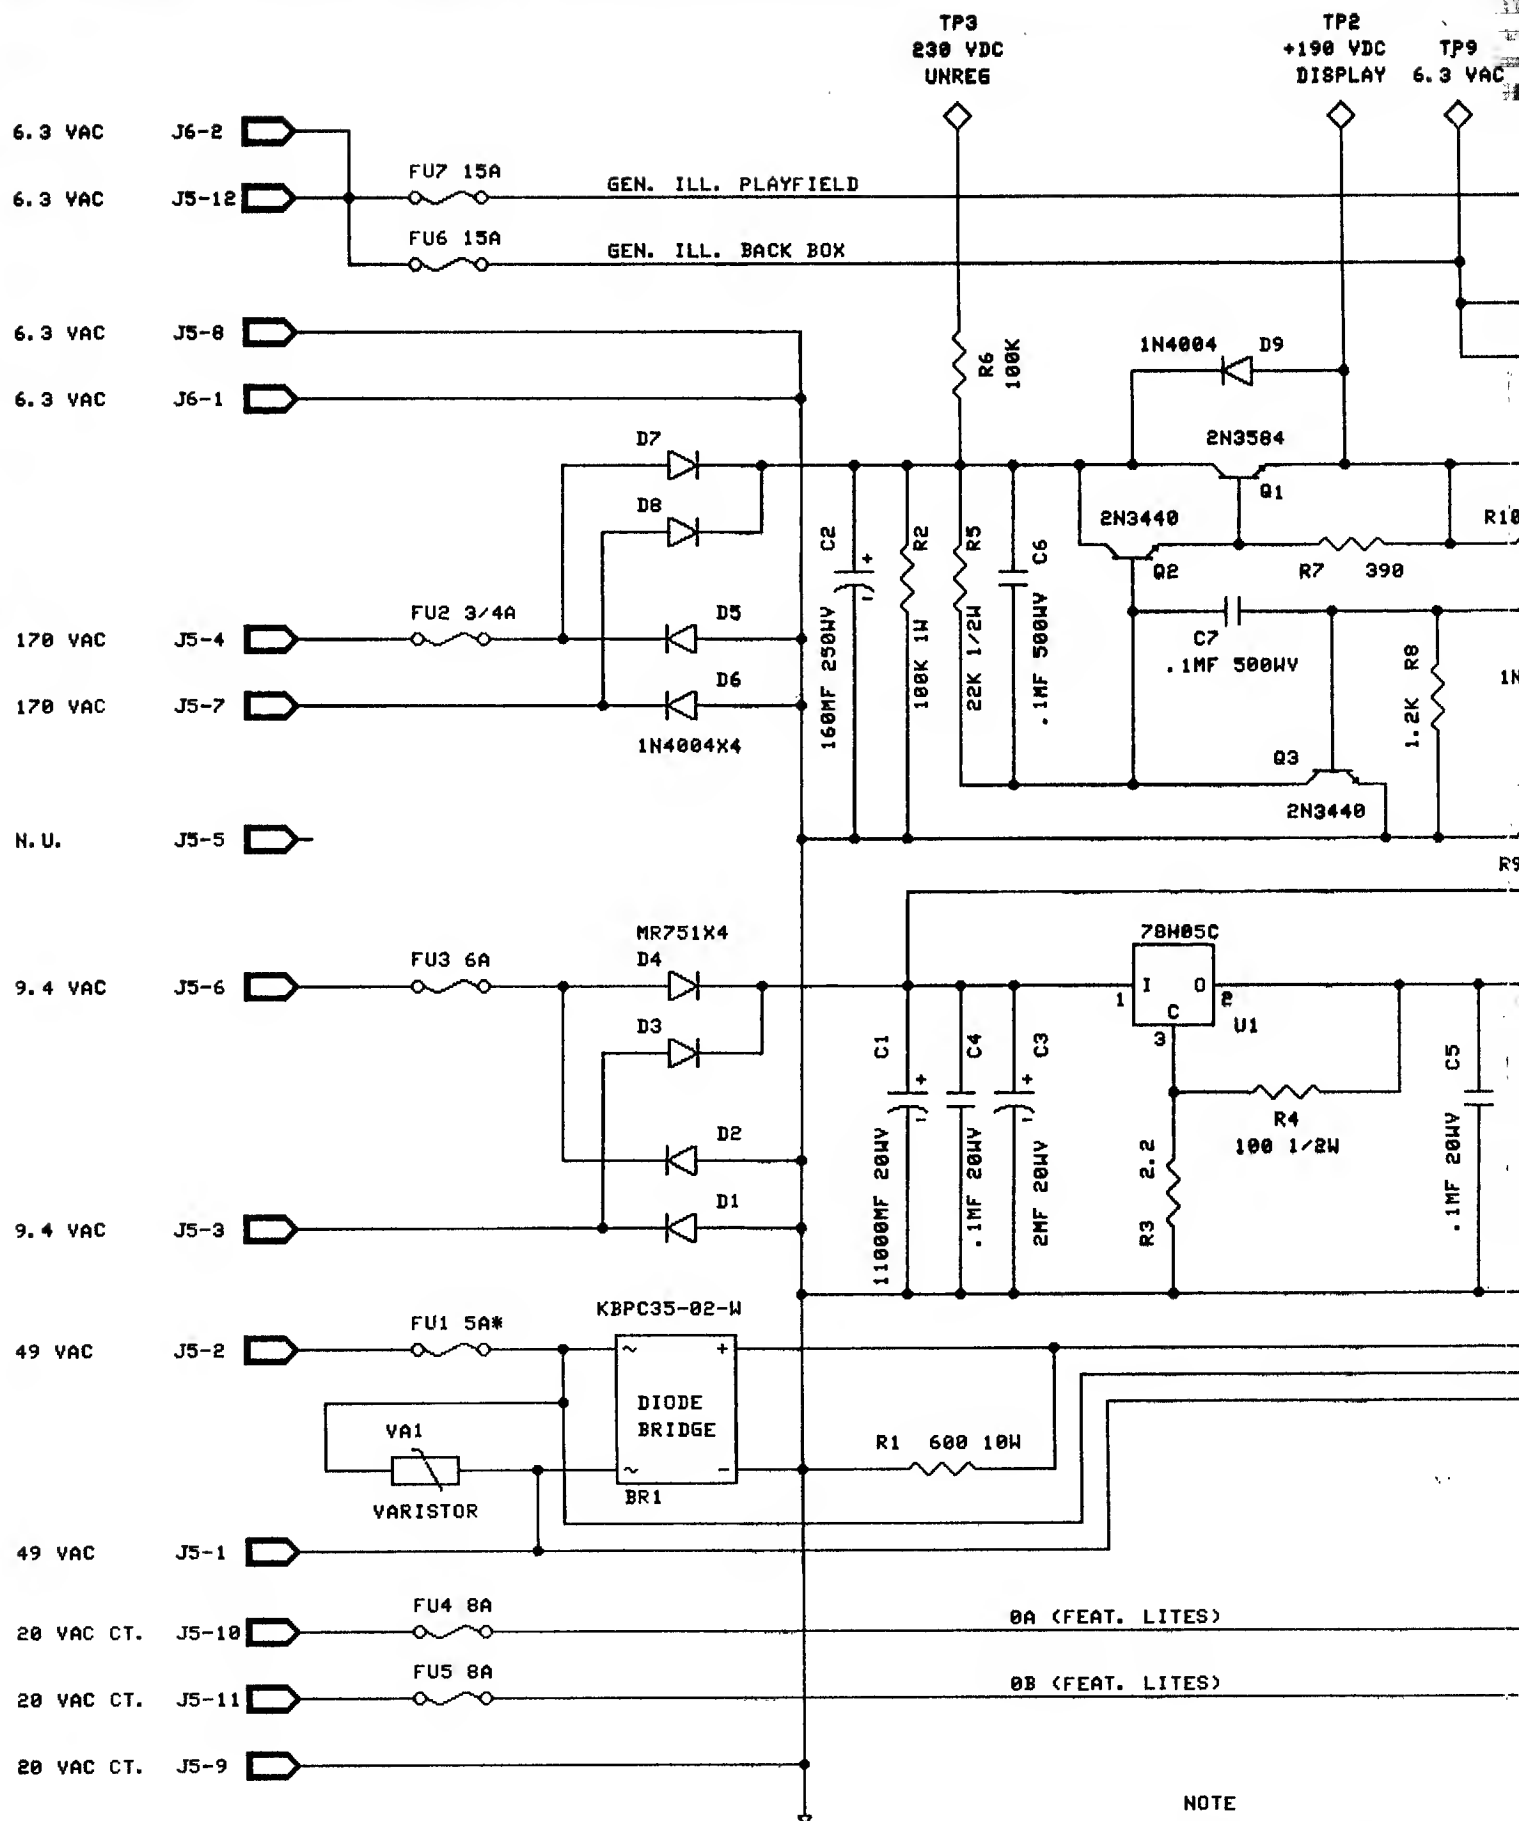 TP3
230 VDC
UNREG
TP2
+190 VDC
DISPLAY
TP9
6.3 VAC
6.3 VAC J6-2
FU7 15A
GEN. ILL. PLAYFIELD
6.3 VAC J5-12
FU6 15A
GEN. ILL. BACK BOX
6.3 VAC J5-8
R6
100K
1N4004 D9
6.3 VAC J6-1
D7
2N3584
Q1
D8
2N3440
Q2
R10
R7 390
C2
160MF 250WV
+
-
R2
100K 1W
R5
22K 1/2W
C6
.1MF 500WV
FU2 3/4A
D5
170 VAC J5-4
C7
.1MF 500WV
R8
1.2K
1N
D6
170 VAC J5-7
1N4004X4
Q3
2N3440
N.U. J5-5
R9
MR751X4
78H05C
FU3 6A
D4
9.4 VAC J5-6
1 I O 2
C
3
U1
D3
C1
11000MF 20WV
+
-
C4
.1MF 20WV
C3
2MF 20WV
+
-
R4
100 1/2W
C5
.1MF 20WV
D2
R3 2.2
D1
9.4 VAC J5-3
KBPC35-02-W
FU1 5A*
49 VAC J5-2
~ +
DIODE
BRIDGE
~ -
BR1
VA1
VARISTOR
R1 600 10W
49 VAC J5-1
FU4 8A
0A (FEAT. LITES)
20 VAC CT. J5-10
FU5 8A
0B (FEAT. LITES)
20 VAC CT. J5-11
20 VAC CT. J5-9
NOTE